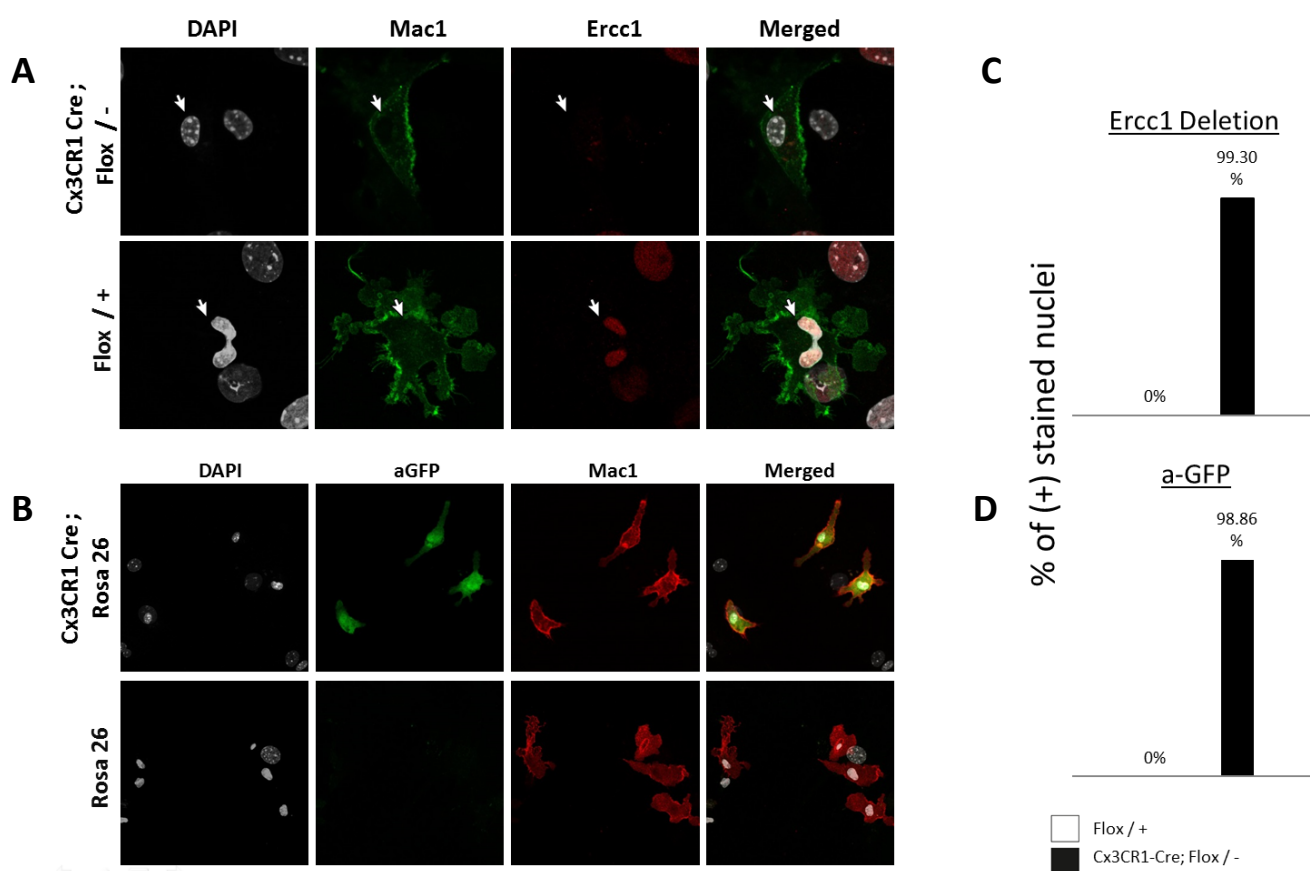 DAPI Mac1 Ercc1 Merged
A
Cx3CR1 Cre ;
Flox / -
Flox / +
DAPI aGFP Mac1 Merged
B
Cx3CR1 Cre ;
Rosa 26
Rosa 26
C
Ercc1 Deletion
99.30
%
0%
% of (+) stained nuclei
D
a-GFP
98.86
%
0%
Flox / +
Cx3CR1-Cre; Flox / -